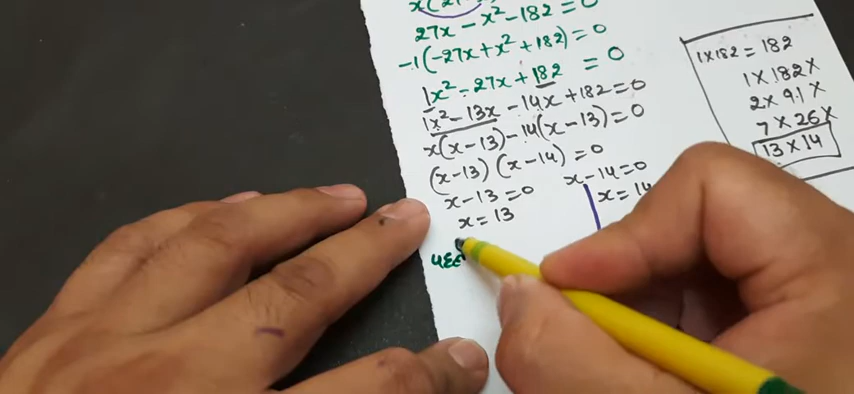 27x - x² - 182 = 0
-1(-27x + x² + 182) = 0
1x² - 27x + 182 = 0
1x² - 13x - 14x + 182 = 0
x(x - 13) - 14(x - 13) = 0
(x - 13) (x - 14) = 0
x - 13 = 0
x = 13
x - 14 = 0
x = 14
1 X 182 = 182
1 X 182 X
2 X 91 X
7 X 26 X
13 X 14